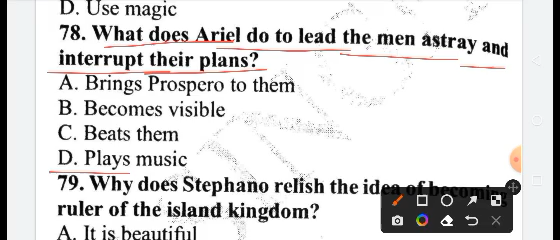 D. Use magic
78. What does Ariel do to lead the men astray and
interrupt their plans?
A. Brings Prospero to them
B. Becomes visible
C. Beats them
D. Plays music
79. Why does Stephano relish the idea of becoming
ruler of the island kingdom?
A. It is beautiful